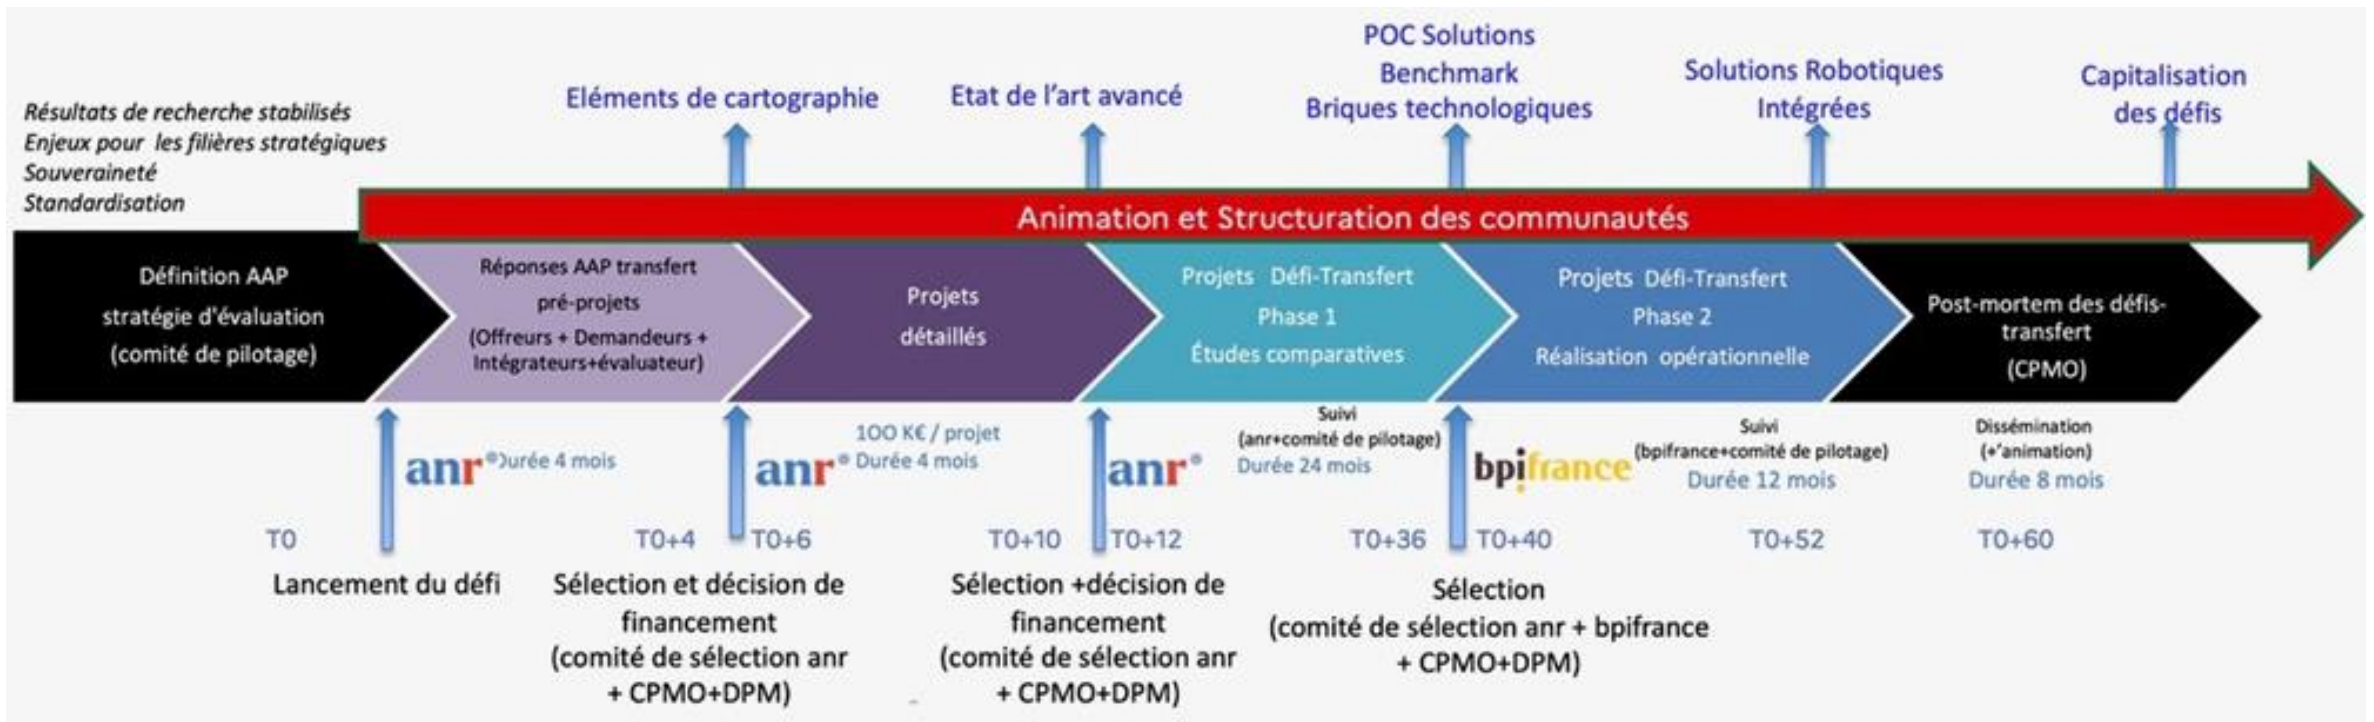 POC Solutions
Benchmark
Briques technologiques
Solutions Robotiques
Intégrées
Capitalisation
des défis
Eléments de cartographie
Etat de l'art avancé
Résultats de recherche stabilisés
Enjeux pour les filières stratégiques
Souveraineté
Standardisation
Animation et Structuration des communautés
Définition AAP
stratégie d'évaluation
(comité de pilotage)
Réponses AAP transfert
pré-projets
(Offreurs + Demandeurs +
Intégrateurs+évaluateur)
Projets
détaillés
Projets Défi-Transfert
Phase 1
Études comparatives
Projets Défi-Transfert
Phase 2
Réalisation opérationnelle
Post-mortem des défis-
transfert
(CPMO)
anr
Durée 4 mois
100 K€ / projet
anr
Durée 4 mois
anr
Suivi
(anr+comité de pilotage)
Durée 24 mois
bpifrance
Suivi
(bpifrance+comité de pilotage)
Durée 12 mois
Dissémination
(+'animation)
Durée 8 mois
T0
T0+4
T0+6
T0+10
T0+12
T0+36
T0+40
T0+52
T0+60
Lancement du défi
Sélection et décision de
financement
(comité de sélection anr
+ CPMO+DPM)
Sélection +décision de
financement
(comité de sélection anr
+ CPMO+DPM)
Sélection
(comité de sélection anr + bpifrance
+ CPMO+DPM)